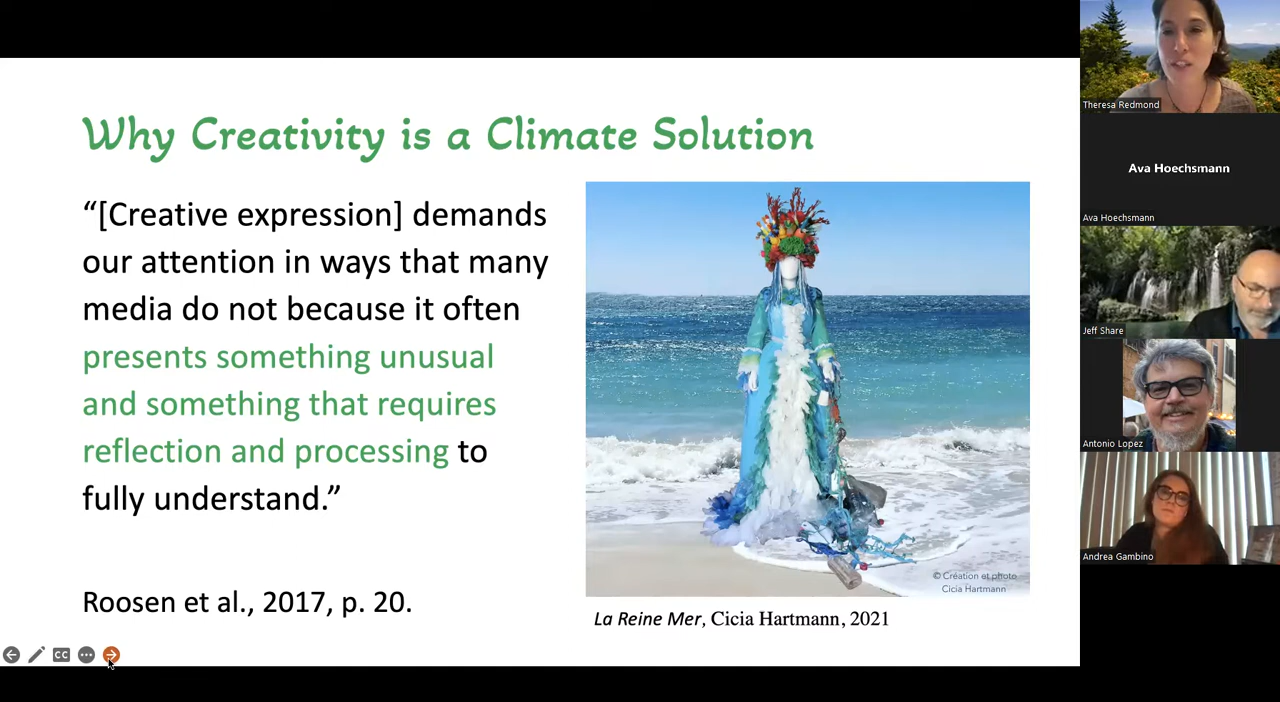 Why Creativity is a Climate Solution
“[Creative expression] demands
our attention in ways that many
media do not because it often
presents something unusual
and something that requires
reflection and processing to
fully understand.”
Roosen et al., 2017, p. 20.
© Création et photo
Cicia Hartmann
La Reine Mer, Cicia Hartmann, 2021
CC
Theresa Redmond
Ava Hoechsmann
Ava Hoechsmann
Jeff Share
Antonio Lopez
Andrea Gambino